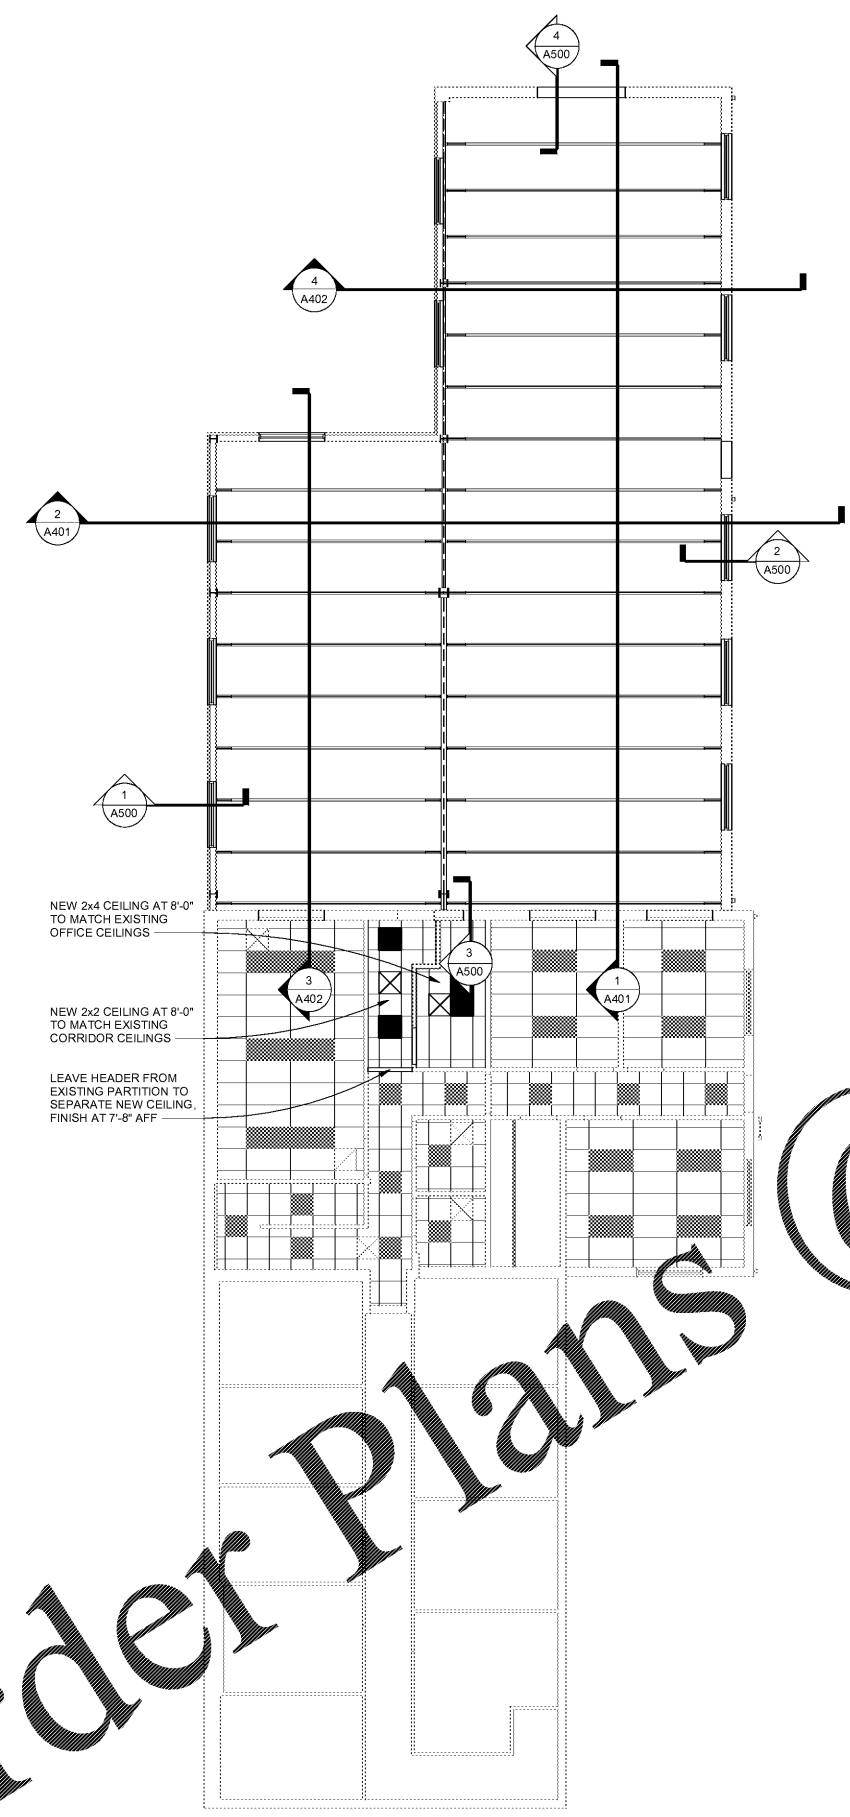 4
A500
4
A402
2
A401
2
A500
1
A500
NEW 2x4 CEILING AT 8'-0"
TO MATCH EXISTING
OFFICE CEILINGS
3
A500
3
A402
1
A401
NEW 2x2 CEILING AT 8'-0"
TO MATCH EXISTING
CORRIDOR CEILINGS
LEAVE HEADER FROM
EXISTING PARTITION TO
SEPARATE NEW CEILING,
FINISH AT 7'-8" AFF
der Plans